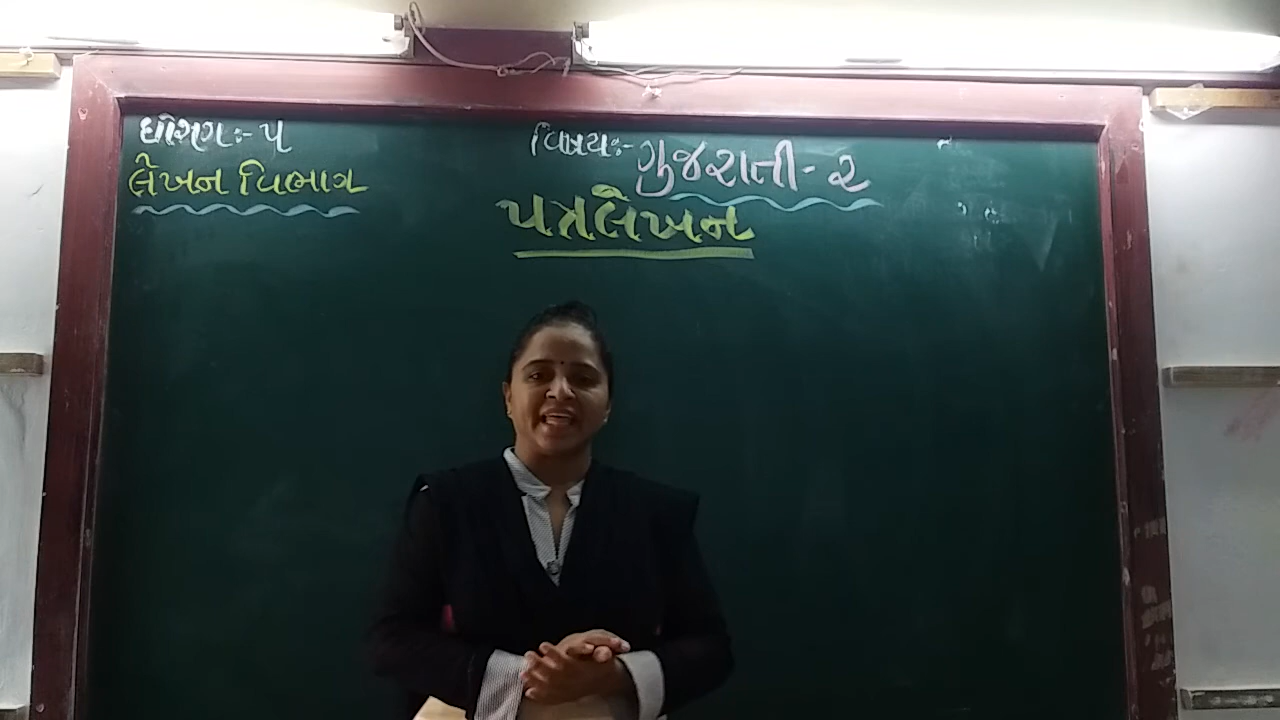 ધોરણ:- ૫
વિષય:- ગુજરાતી - ૨
લેખન વિભાગ
પત્રલેખન